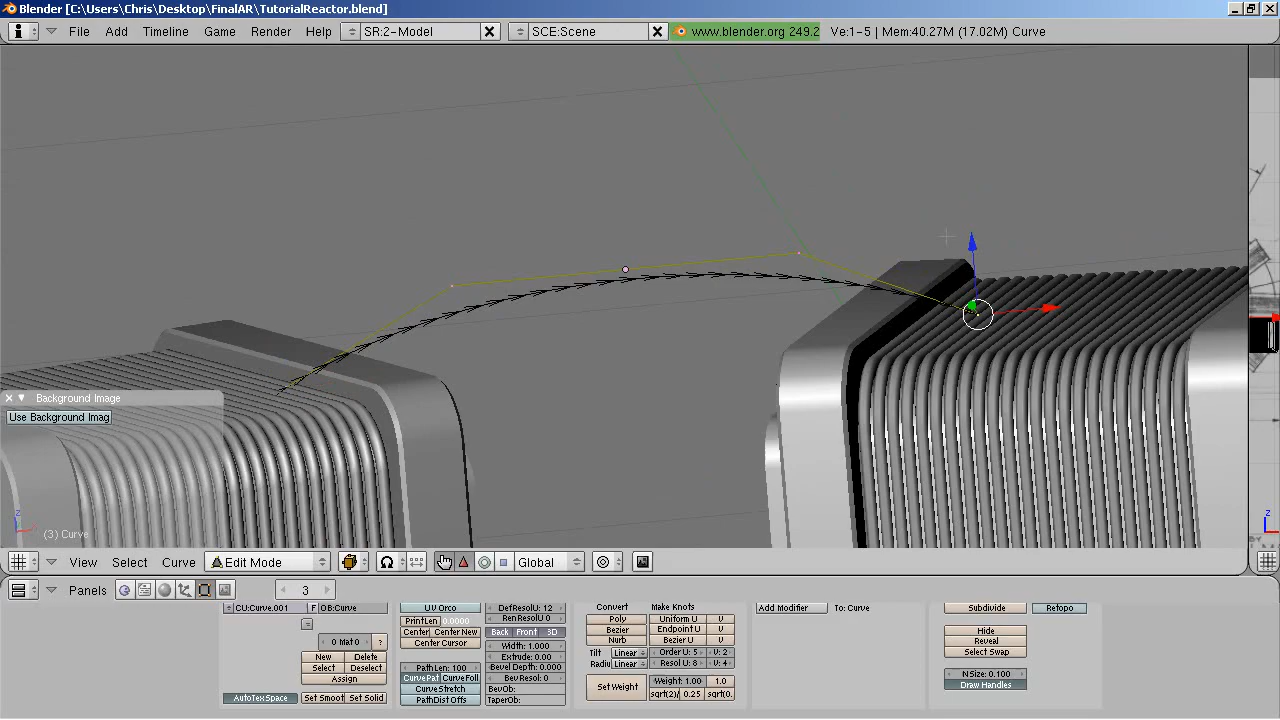 Blender [C:\Users\Chris\Desktop\FinalAR\TutorialReactor.blend]
File Add Timeline Game Render Help SR:2-Model SCE:Scene www.blender.org 249.2 Ve:1-5 | Mem:40.27M (17.02M) Curve
Background Image
Use Background Imag
z
(3) Curve
z
View Select Curve Edit Mode Global
Panels 3
CU:Curve.001 F OB:Curve
0 Mat 0 ?
New Delete
Select Deselect
Assign
AutoTexSpace Set Smoot Set Solid
UV Orco
PrintLen 0.0000
Center Center New
Center Cursor
PathLen: 100
CurvePat CurveFoll
CurveStretch
PathDist Offs
DefResolU: 12
RenResolU 0
Back Front 3D
Width: 1.000
Extrude: 0.00
Bevel Depth: 0.000
BevResol: 0
BevOb:
TaperOb:
Convert Make Knots
Poly Uniform U V
Bezier Endpoint U V
Nurb Bezier U V
Tilt Linear Order U: 5 V: 2
Radiu Linear Resol U: 8 V: 4
Set Weight Weight: 1.00 1.0
sqrt(2)/ 0.25 sqrt(0.
Add Modifier To: Curve
Subdivide Retopo
Hide
Reveal
Select Swap
NSize: 0.100
Draw Handles